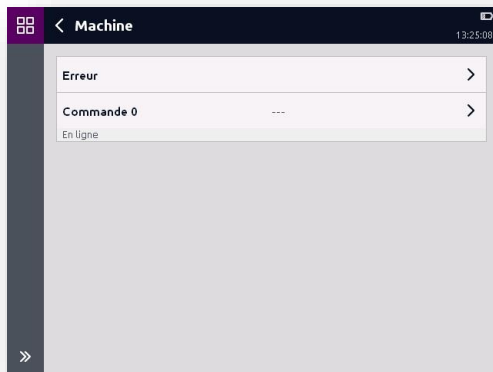 Machine
13:25:08
Erreur
Commande 0 ---
En ligne